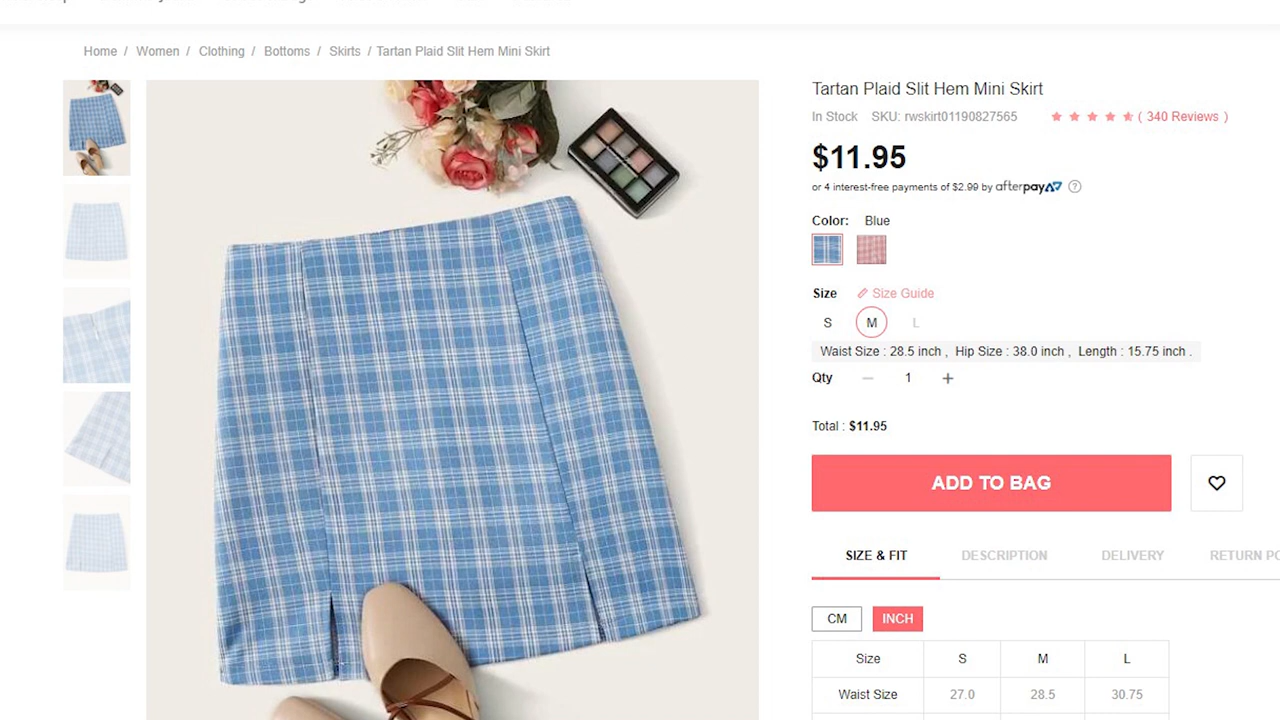 Home / Women / Clothing / Bottoms / Skirts / Tartan Plaid Slit Hem Mini Skirt
Tartan Plaid Slit Hem Mini Skirt
In Stock SKU: rwskirt01190827565 ( 340 Reviews )
$11.95
or 4 interest-free payments of $2.99 by afterpay ?
Color: Blue
Size Size Guide
S M L
Waist Size : 28.5 inch , Hip Size : 38.0 inch , Length : 15.75 inch .
Qty − 1 +
Total : $11.95
ADD TO BAG
SIZE & FIT DESCRIPTION DELIVERY RETURN PO
CM INCH
Size S M L
Waist Size 27.0 28.5 30.75